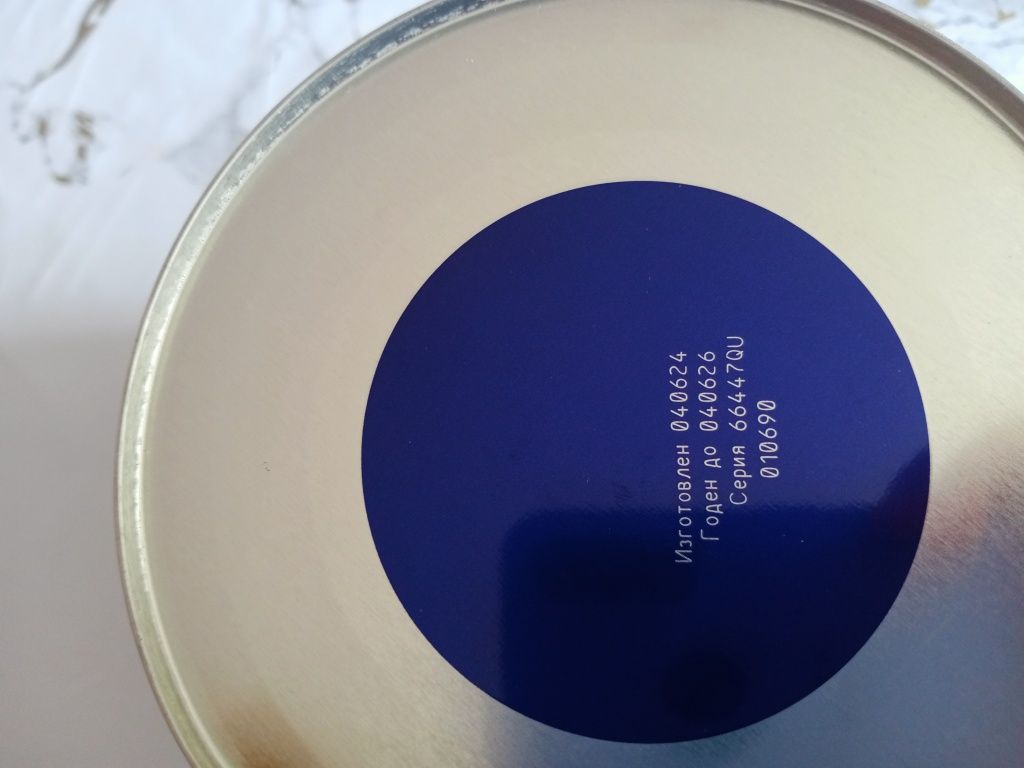 Изготовлен 040624
Годен до 040626
Серия 66447QU
010690